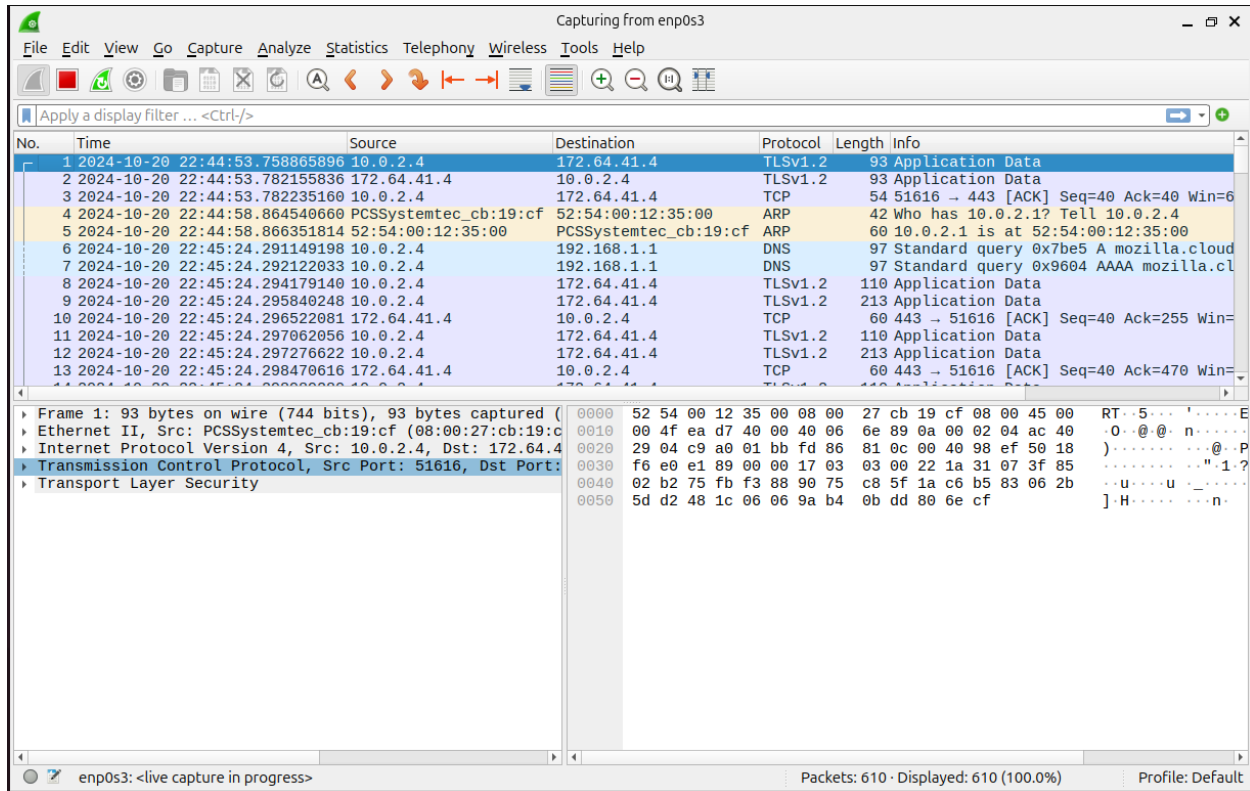 Capturing from enp0s3
File Edit View Go Capture Analyze Statistics Telephony Wireless Tools Help
Apply a display filter … <Ctrl-/>
No. Time Source Destination Protocol Length Info
1 2024-10-20 22:44:53.758865896 10.0.2.4 172.64.41.4 TLSv1.2 93 Application Data
2 2024-10-20 22:44:53.782155836 172.64.41.4 10.0.2.4 TLSv1.2 93 Application Data
3 2024-10-20 22:44:53.782235160 10.0.2.4 172.64.41.4 TCP 54 51616 → 443 [ACK] Seq=40 Ack=40 Win=6
4 2024-10-20 22:44:58.864540660 PCSSystemtec_cb:19:cf 52:54:00:12:35:00 ARP 42 Who has 10.0.2.1? Tell 10.0.2.4
5 2024-10-20 22:44:58.866351814 52:54:00:12:35:00 PCSSystemtec_cb:19:cf ARP 60 10.0.2.1 is at 52:54:00:12:35:00
6 2024-10-20 22:45:24.291149198 10.0.2.4 192.168.1.1 DNS 97 Standard query 0x7be5 A mozilla.cloud
7 2024-10-20 22:45:24.292122033 10.0.2.4 192.168.1.1 DNS 97 Standard query 0x9604 AAAA mozilla.cl
8 2024-10-20 22:45:24.294179140 10.0.2.4 172.64.41.4 TLSv1.2 110 Application Data
9 2024-10-20 22:45:24.295840248 10.0.2.4 172.64.41.4 TLSv1.2 213 Application Data
10 2024-10-20 22:45:24.296522081 172.64.41.4 10.0.2.4 TCP 60 443 → 51616 [ACK] Seq=40 Ack=255 Win=
11 2024-10-20 22:45:24.297062056 10.0.2.4 172.64.41.4 TLSv1.2 110 Application Data
12 2024-10-20 22:45:24.297276622 10.0.2.4 172.64.41.4 TLSv1.2 213 Application Data
13 2024-10-20 22:45:24.298470616 172.64.41.4 10.0.2.4 TCP 60 443 → 51616 [ACK] Seq=40 Ack=470 Win=
Frame 1: 93 bytes on wire (744 bits), 93 bytes captured (
Ethernet II, Src: PCSSystemtec_cb:19:cf (08:00:27:cb:19:c
Internet Protocol Version 4, Src: 10.0.2.4, Dst: 172.64.4
Transmission Control Protocol, Src Port: 51616, Dst Port:
Transport Layer Security
0000 52 54 00 12 35 00 08 00 27 cb 19 cf 08 00 45 00 RT··5··· '·····E
0010 00 4f ea d7 40 00 40 06 6e 89 0a 00 02 04 ac 40 ·O··@·@· n······
0020 29 04 c9 a0 01 bb fd 86 81 0c 00 40 98 ef 50 18 )······· ···@··P
0030 f6 e0 e1 89 00 00 17 03 03 00 22 1a 31 07 3f 85 ········ ··"·1·?
0040 02 b2 75 fb f3 88 90 75 c8 5f 1a c6 b5 83 06 2b ··u····u ·_·····
0050 5d d2 48 1c 06 06 9a b4 0b dd 80 6e cf ]·H····· ···n·
enp0s3: <live capture in progress> Packets: 610 · Displayed: 610 (100.0%) Profile: Default